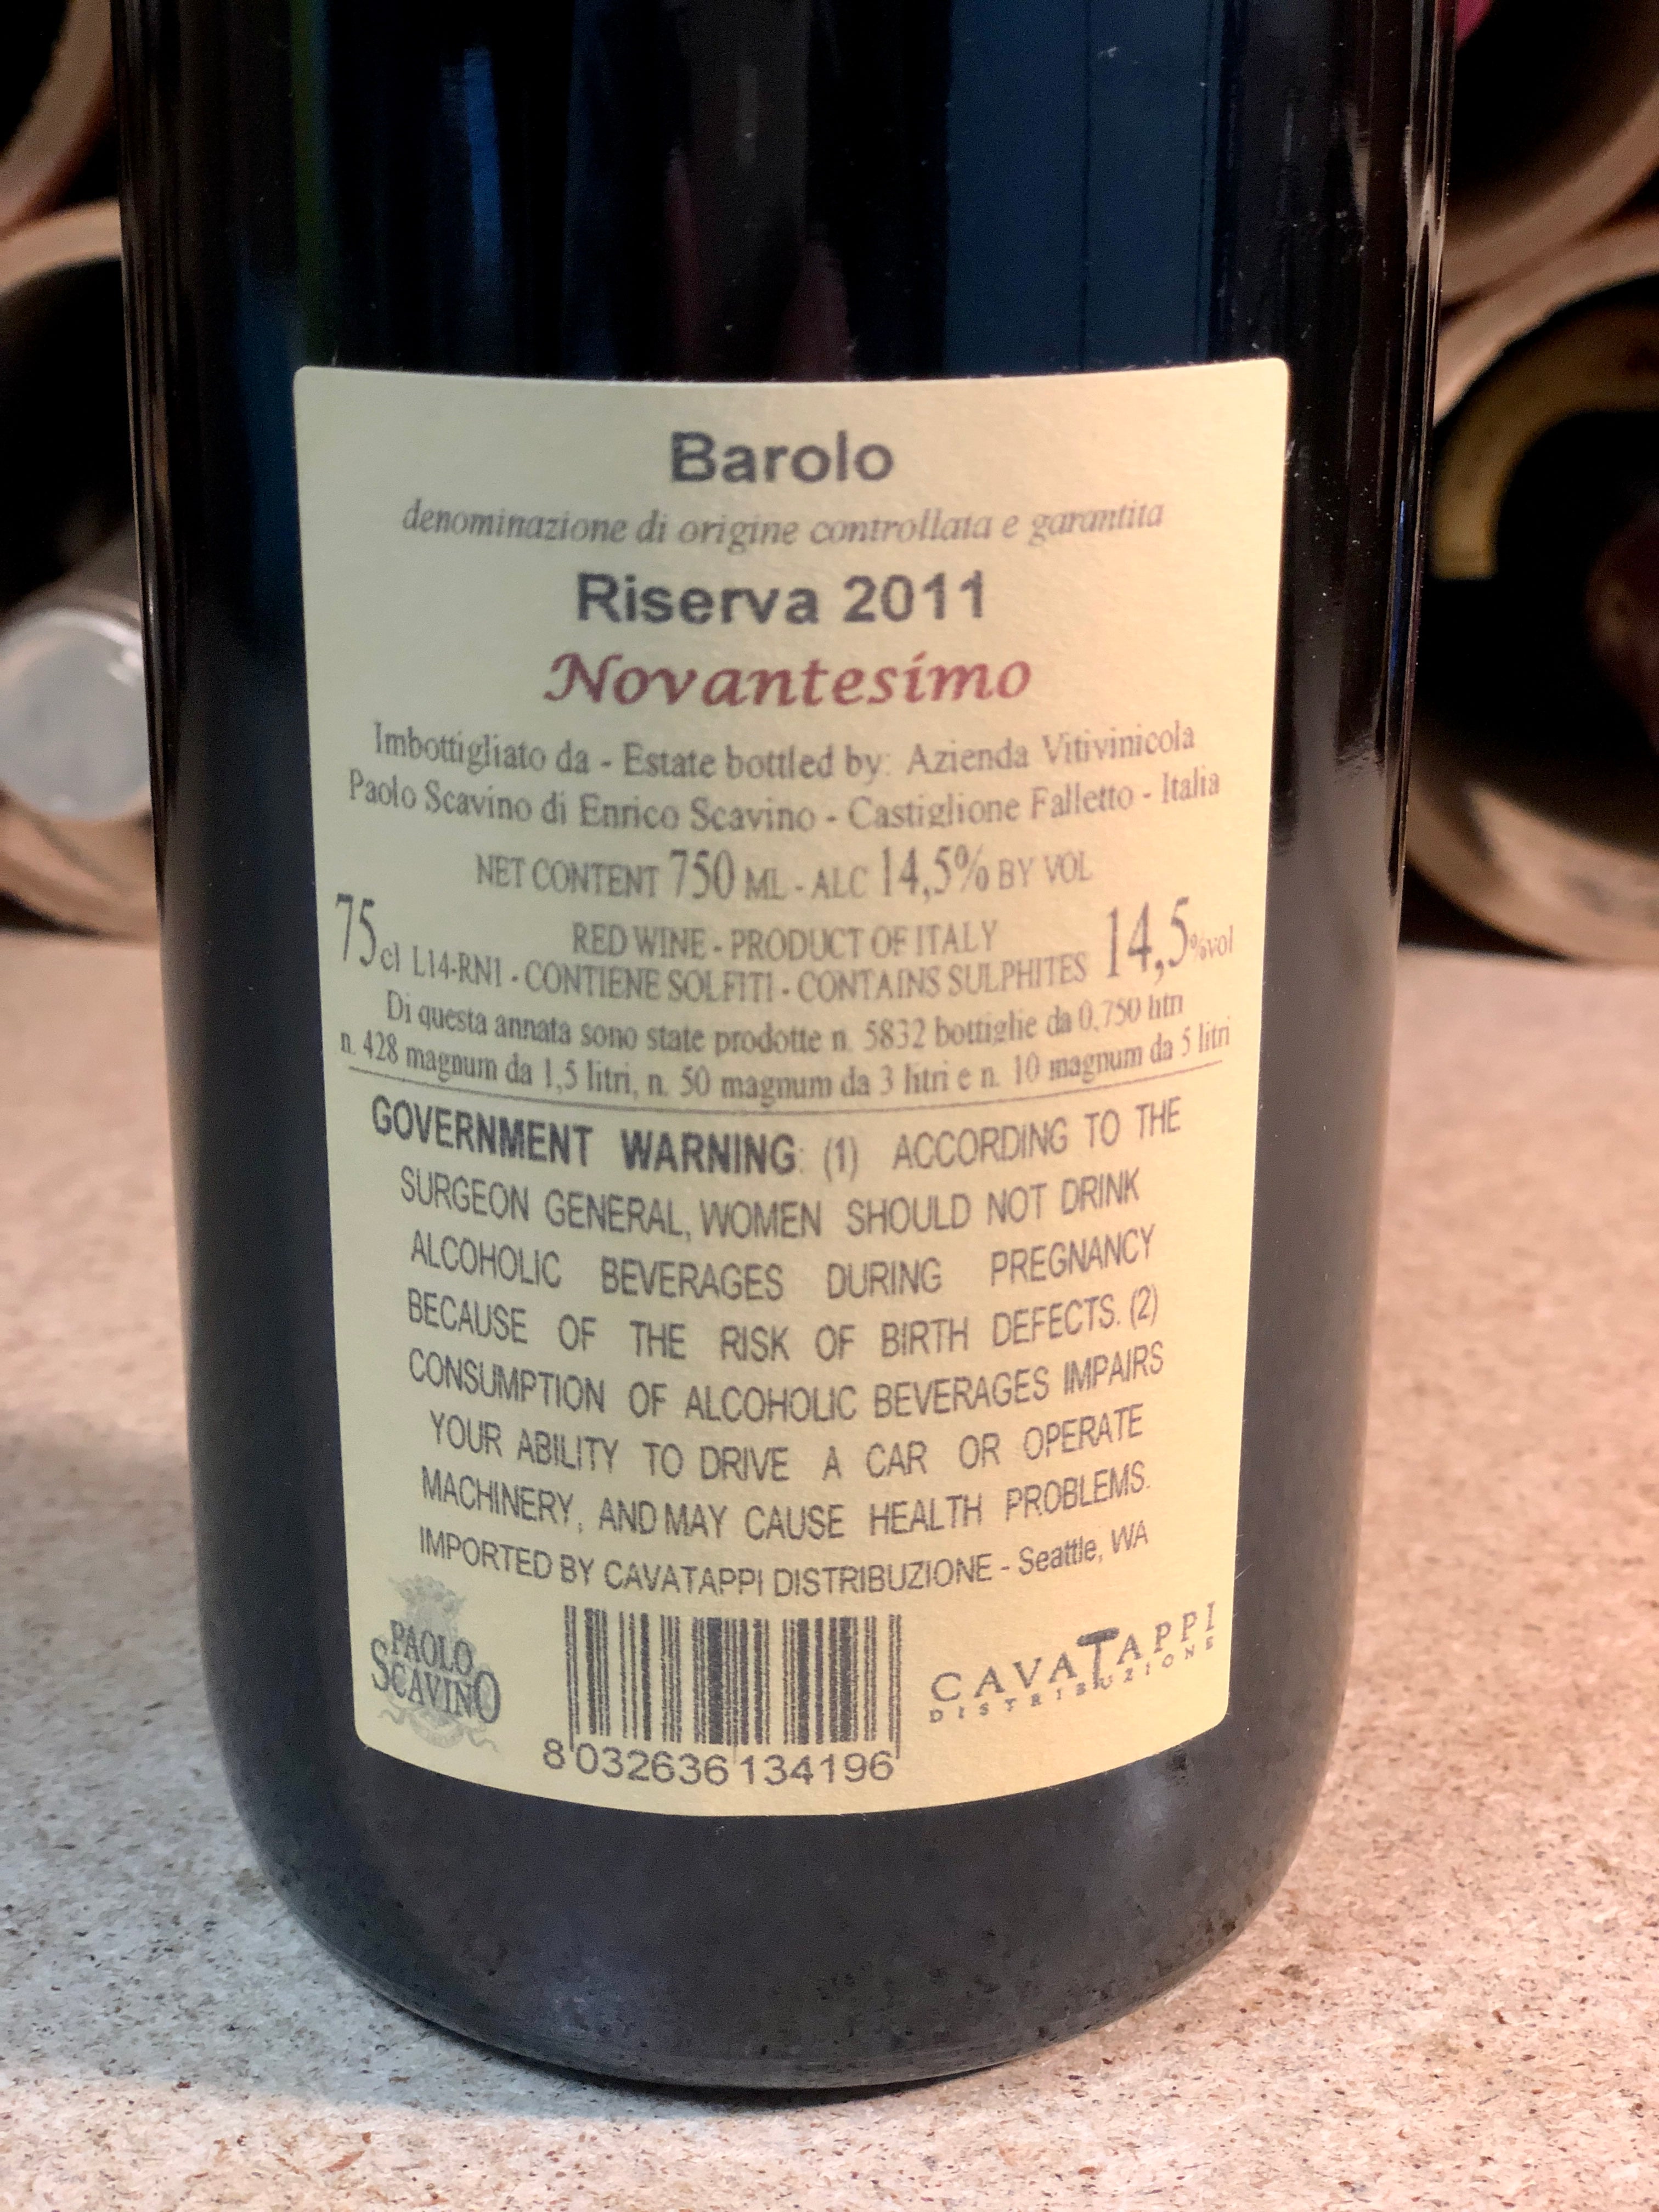 Barolo
denominazione di origine controllata e garantita
Riserva 2011
Novantesimo
Imbottigliato da - Estate bottled by: Azienda Vitivinicola
Paolo Scavino di Enrico Scavino - Castiglione Falletto - Italia
NET CONTENT 750 ML - ALC 14,5% BY VOL
RED WINE - PRODUCT OF ITALY
75cl L14-RN1 - CONTIENE SOLFITI - CONTAINS SULPHITES 14,5%vol
Di questa annata sono state prodotte n. 5832 bottiglie da 0,750 litri
n. 428 magnum da 1,5 litri, n. 50 magnum da 3 litri e n. 10 magnum da 5 litri
GOVERNMENT WARNING: (1) ACCORDING TO THE
SURGEON GENERAL, WOMEN SHOULD NOT DRINK
ALCOHOLIC BEVERAGES DURING PREGNANCY
BECAUSE OF THE RISK OF BIRTH DEFECTS. (2)
CONSUMPTION OF ALCOHOLIC BEVERAGES IMPAIRS
YOUR ABILITY TO DRIVE A CAR OR OPERATE
MACHINERY, AND MAY CAUSE HEALTH PROBLEMS.
IMPORTED BY CAVATAPPI DISTRIBUZIONE - Seattle, WA
PAOLO
SCAVINO
CAVATAPPI
DISTRIBUZIONE
8 032636 134196